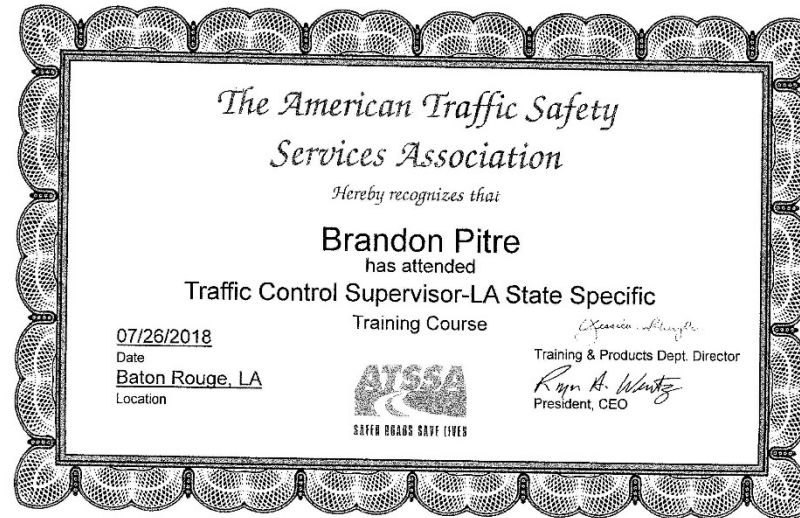 The American Traffic Safety
Services Association
Hereby recognizes that
Brandon Pitre
has attended
Traffic Control Supervisor-LA State Specific
Training Course
07/26/2018
Date
Baton Rouge, LA
Location
ATSSA
SAFER ROADS SAVE LIVES
Training & Products Dept. Director
President, CEO